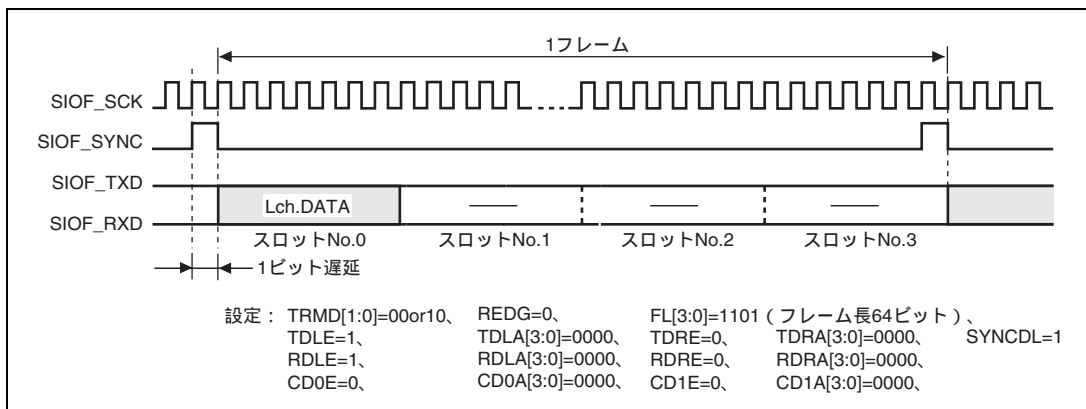 1フレーム
SIOF_SCK
SIOF_SYNC
SIOF_TXD
SIOF_RXD
Lch.DATA
スロットNo.0 スロットNo.1 スロットNo.2 スロットNo.3
1ビット遅延
設定： TRMD[1:0]=00or10、 REDG=0、 FL[3:0]=1101（フレーム長64ビット）、
TDLE=1、 TDLA[3:0]=0000、 TDRE=0、 TDRA[3:0]=0000、 SYNCDL=1
RDLE=1、 RDLA[3:0]=0000、 RDRE=0、 RDRA[3:0]=0000、
CD0E=0、 CD0A[3:0]=0000、 CD1E=0、 CD1A[3:0]=0000、